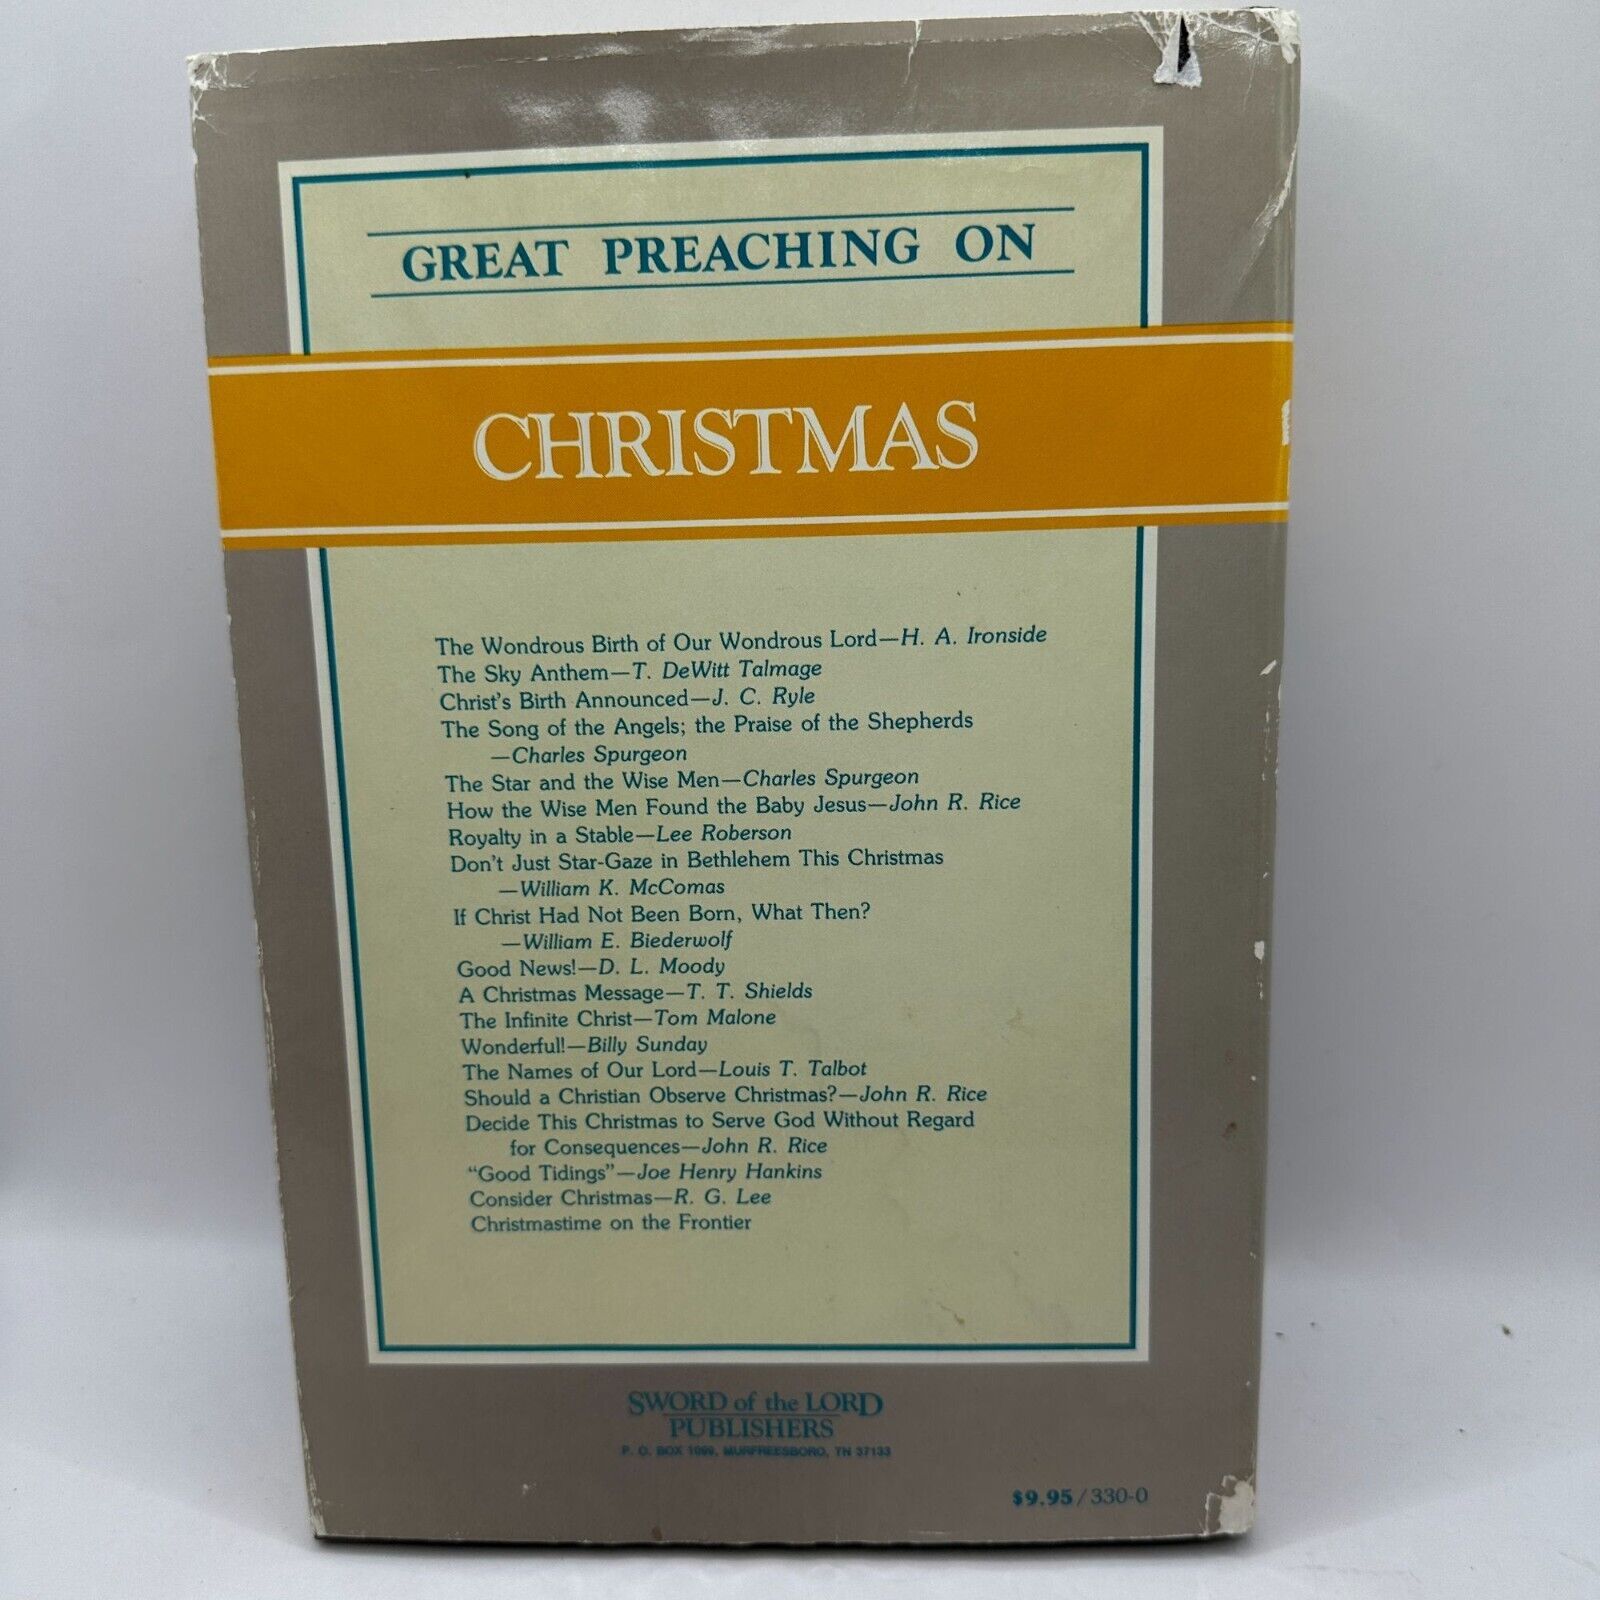 GREAT PREACHING ON
CHRISTMAS
The Wondrous Birth of Our Wondrous Lord—H. A. Ironside
The Sky Anthem—T. DeWitt Talmage
Christ's Birth Announced—J. C. Ryle
The Song of the Angels; the Praise of the Shepherds
—Charles Spurgeon
The Star and the Wise Men—Charles Spurgeon
How the Wise Men Found the Baby Jesus—John R. Rice
Royalty in a Stable—Lee Roberson
Don't Just Star-Gaze in Bethlehem This Christmas
—William K. McComas
If Christ Had Not Been Born, What Then?
—William E. Biederwolf
Good News!—D. L. Moody
A Christmas Message—T. T. Shields
The Infinite Christ—Tom Malone
Wonderful!—Billy Sunday
The Names of Our Lord—Louis T. Talbot
Should a Christian Observe Christmas?—John R. Rice
Decide This Christmas to Serve God Without Regard
for Consequences—John R. Rice
"Good Tidings"—Joe Henry Hankins
Consider Christmas—R. G. Lee
Christmastime on the Frontier
SWORD of the LORD
PUBLISHERS
P. O. BOX 1099, MURFREESBORO, TN 37133
$9.95/330-0